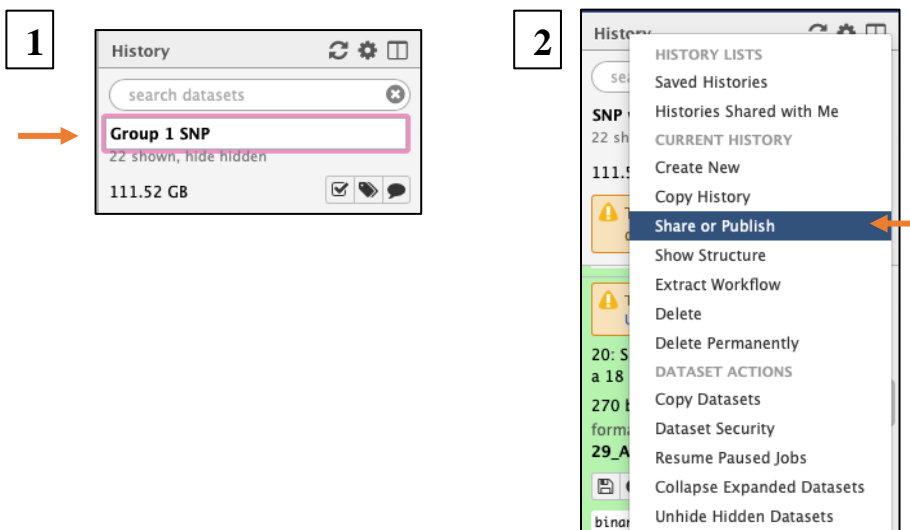 1
History
search datasets
Group 1 SNP
22 shown, hide hidden
111.52 GB
2
HISTORY LISTS
Saved Histories
Histories Shared with Me
SNP
22 sh
CURRENT HISTORY
Create New
111.5
Copy History
Share or Publish
Show Structure
Extract Workflow
Delete
Delete Permanently
20: S
DATASET ACTIONS
a 18
Copy Datasets
270
Dataset Security
forma
29_A
Resume Paused Jobs
Collapse Expanded Datasets
Unhide Hidden Datasets
binar